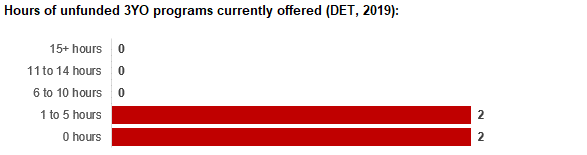 Hours of unfunded 3YO programs currently offered (DET, 2019):
15+ hours 0
11 to 14 hours 0
6 to 10 hours 0
1 to 5 hours 2
0 hours 2